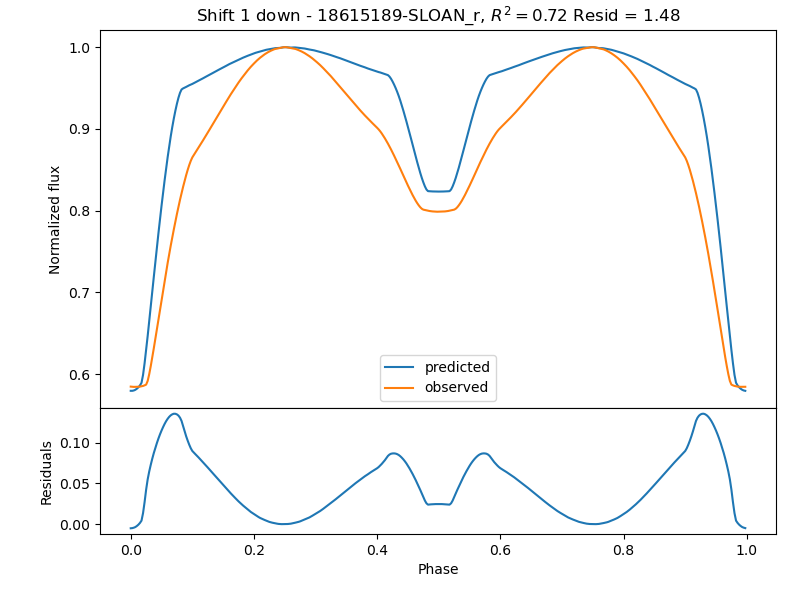 Shift 1 down - 18615189-SLOAN_r, $R^2 = 0.72$ Resid = 1.48
1.0
0.9
0.8
0.7
0.6
Normalized flux
predicted
observed
0.10
0.05
0.00
Residuals
0.0 0.2 0.4 0.6 0.8 1.0
Phase